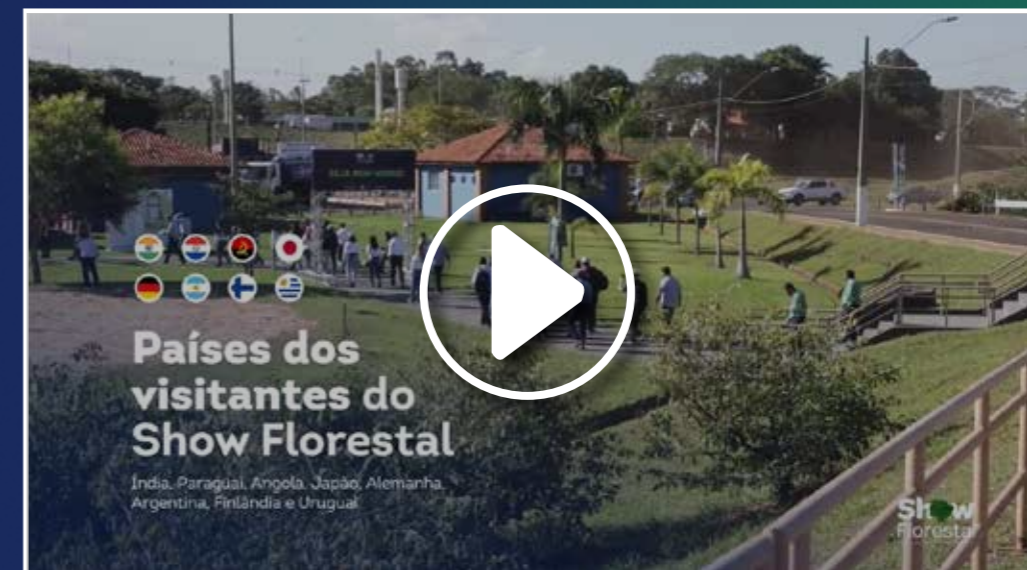 Países dos
visitantes do
Show Florestal
Índia, Paraguai, Angola, Japão, Alemanha,
Argentina, Finlândia e Uruguai
Show
Florestal